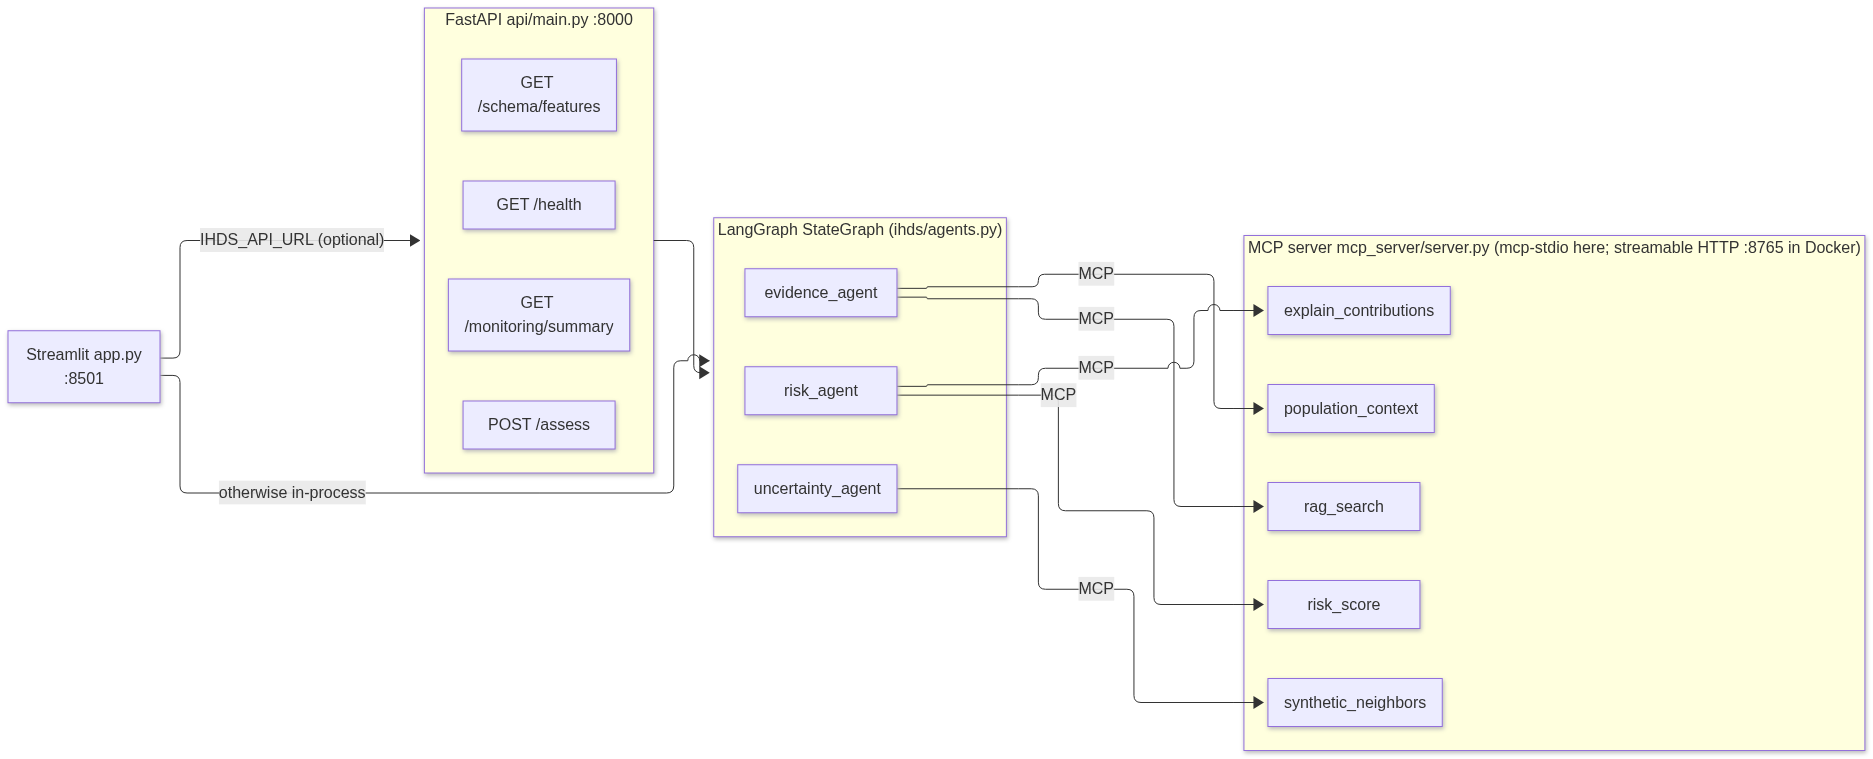 FastAPI api/main.py :8000
GET
/schema/features
GET /health
GET
/monitoring/summary
POST /assess
Streamlit app.py
:8501
IHDS_API_URL (optional)
otherwise in-process
LangGraph StateGraph (ihds/agents.py)
evidence_agent
risk_agent
uncertainty_agent
MCP
MCP
MCP
MCP
MCP
MCP server mcp_server/server.py (mcp-stdio here; streamable HTTP :8765 in Docker)
explain_contributions
population_context
rag_search
risk_score
synthetic_neighbors